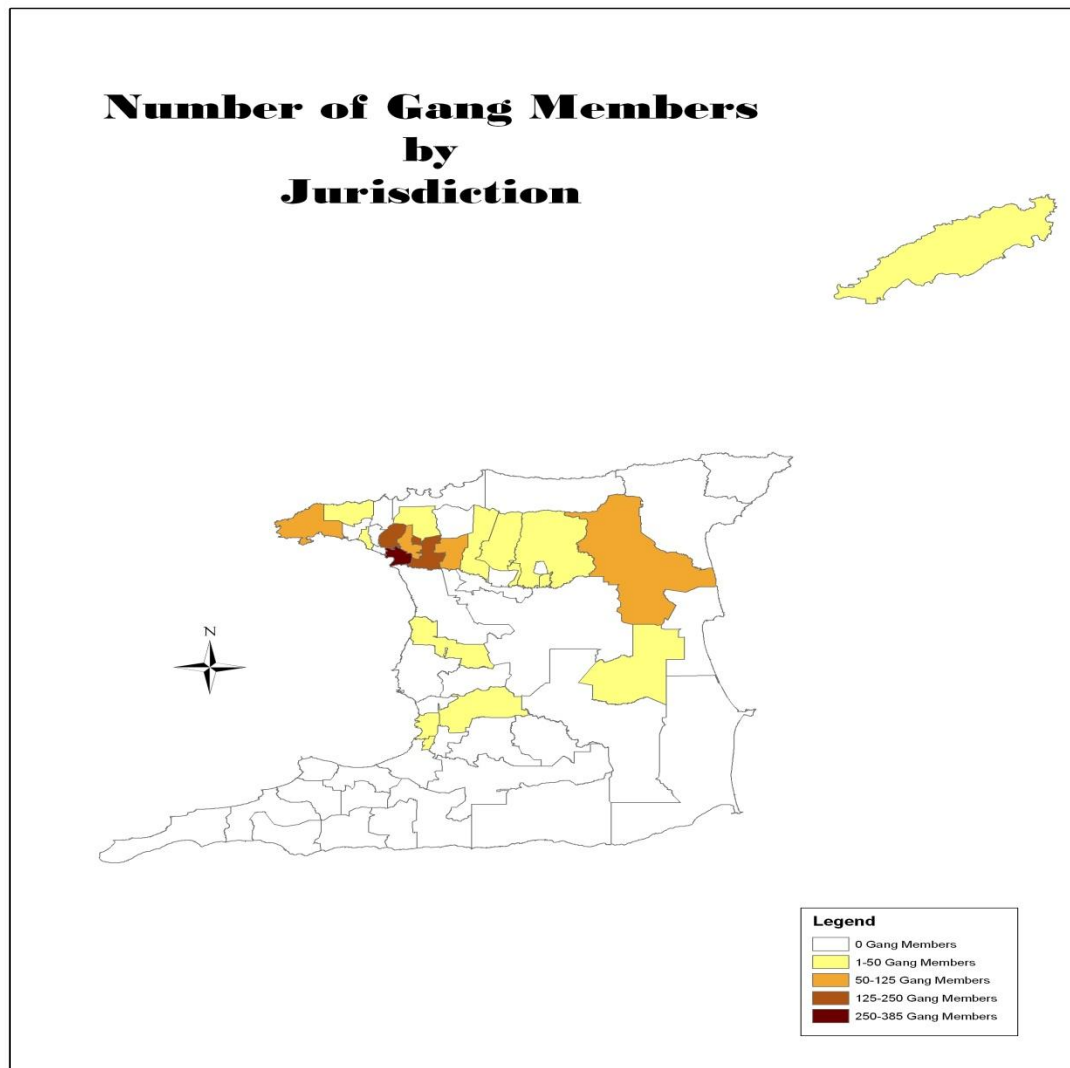 Number of Gang Members
by
Jurisdiction
N
Legend
0 Gang Members
1-50 Gang Members
50-125 Gang Members
125-250 Gang Members
250-385 Gang Members